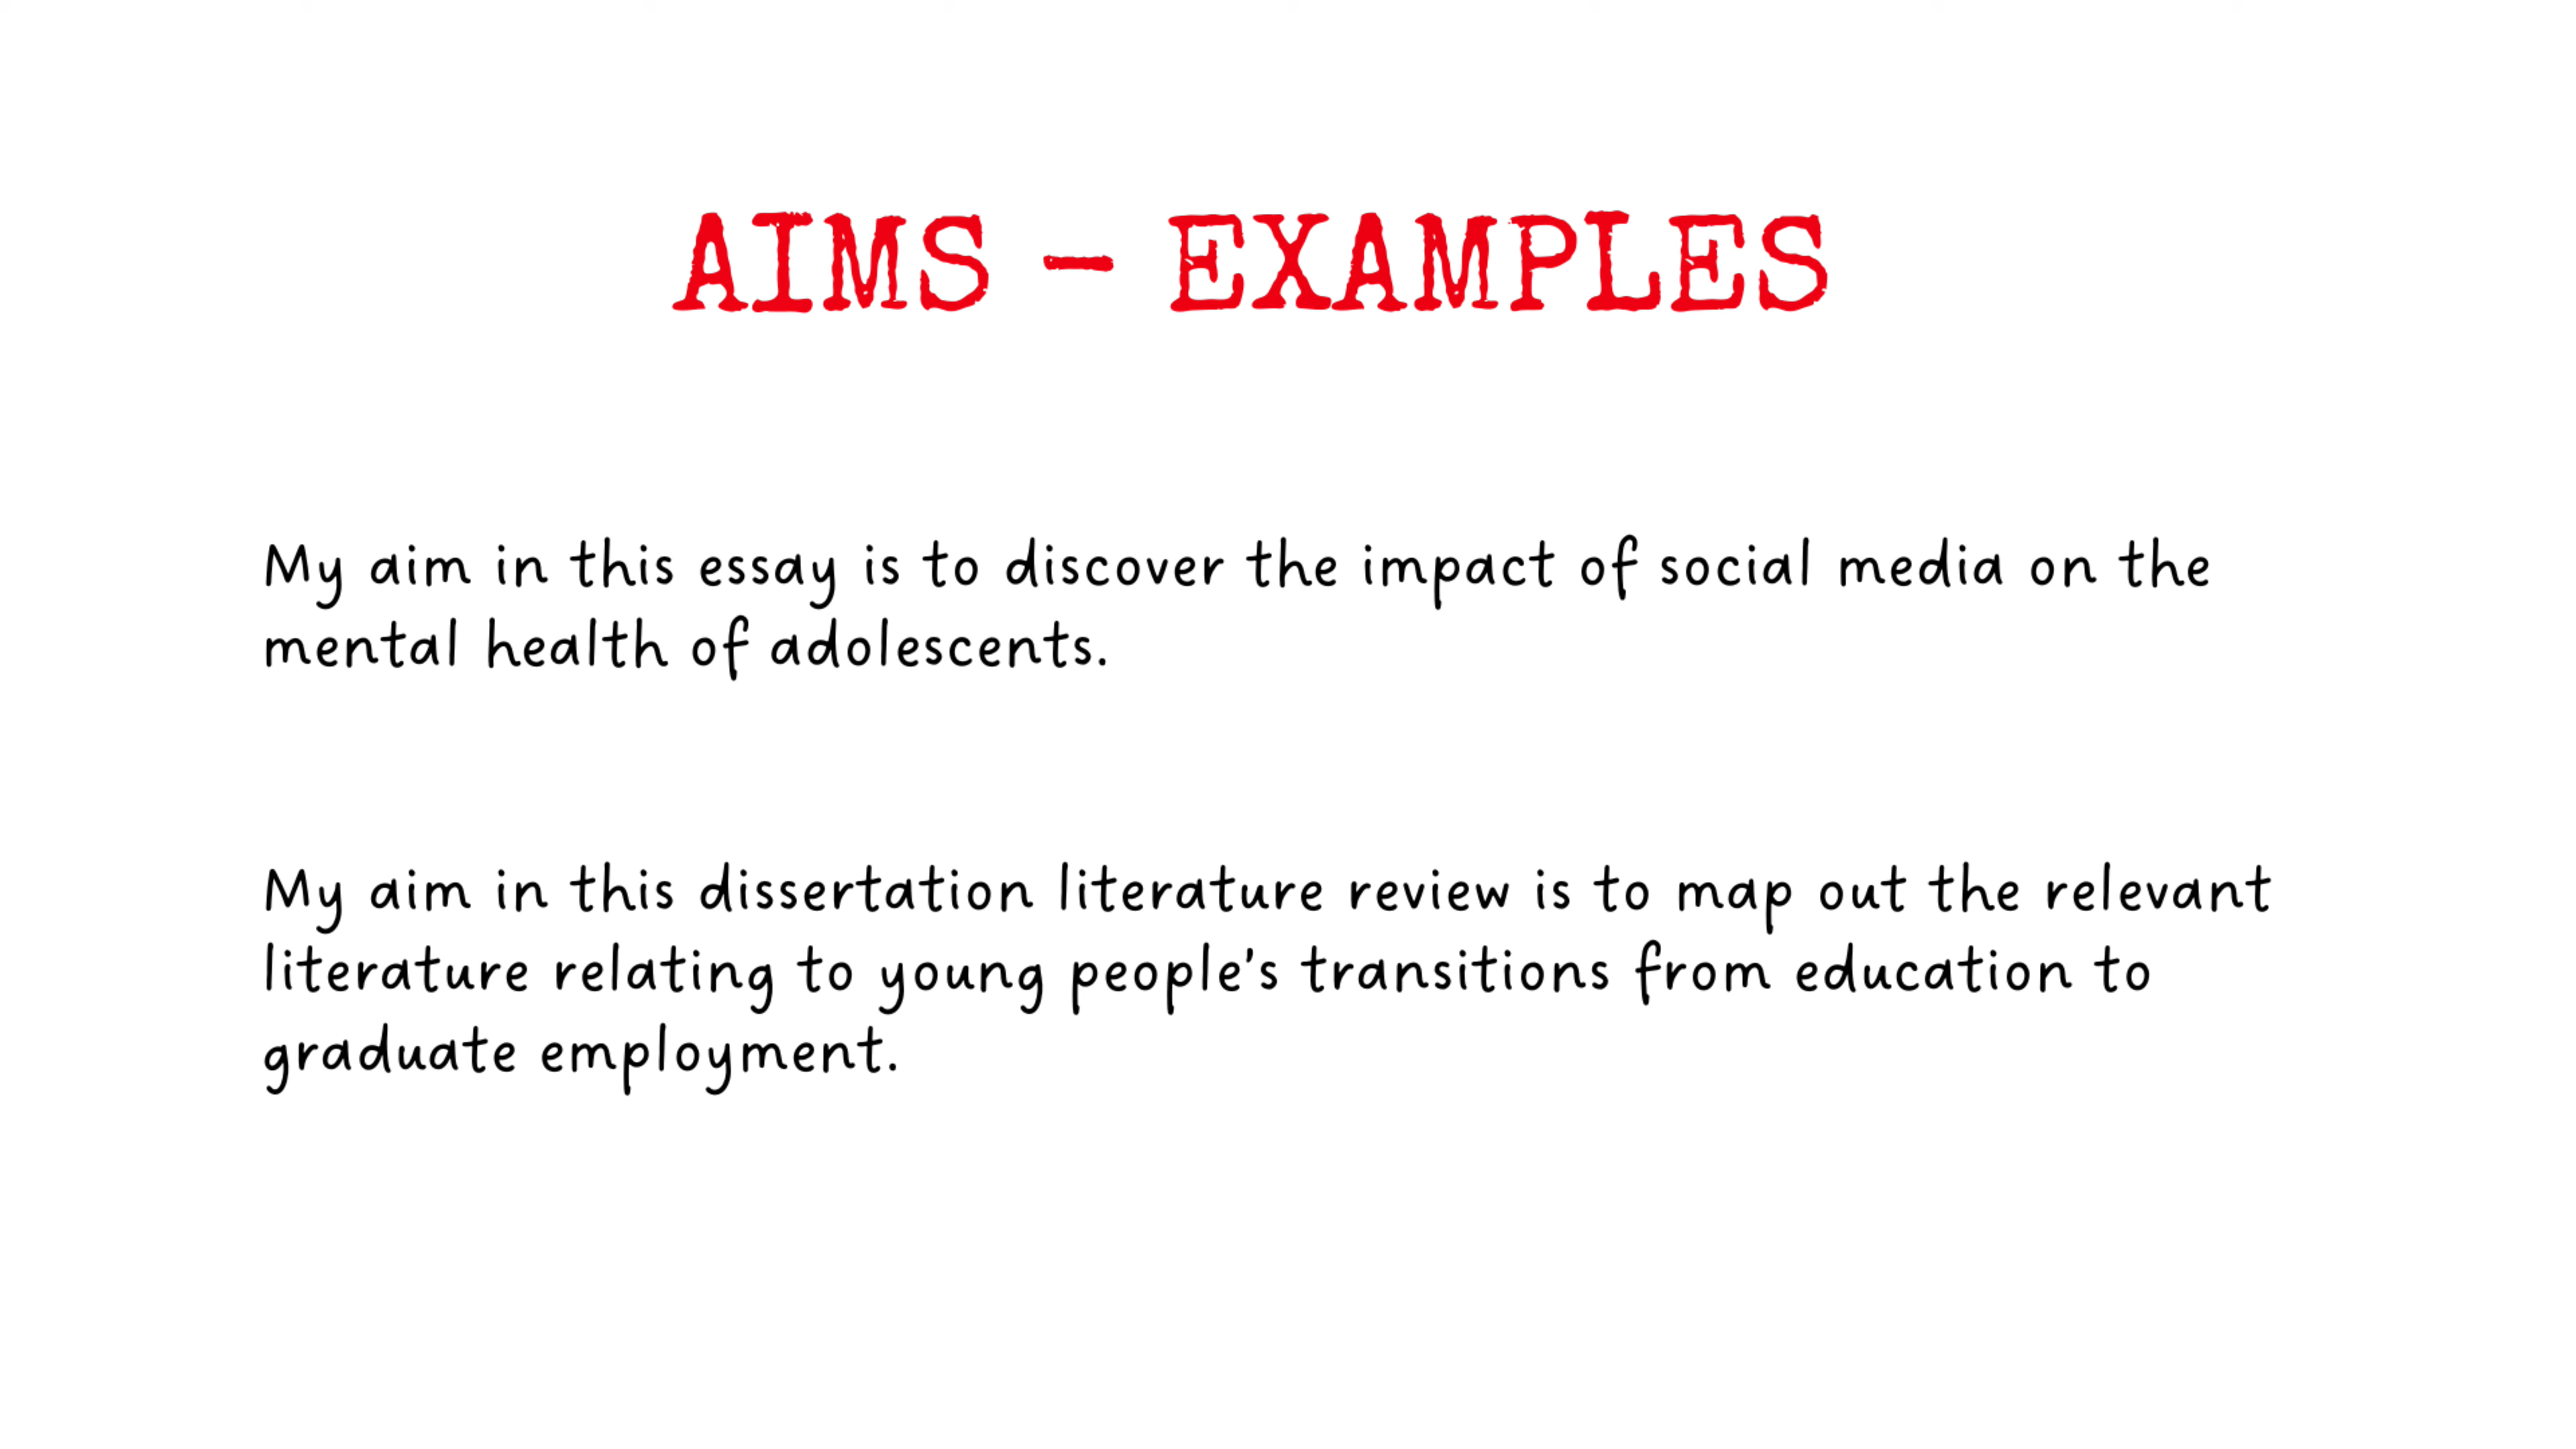 AIMS - EXAMPLES
My aim in this essay is to discover the impact of social media on the
mental health of adolescents.
My aim in this dissertation literature review is to map out the relevant
literature relating to young people's transitions from education to
graduate employment.